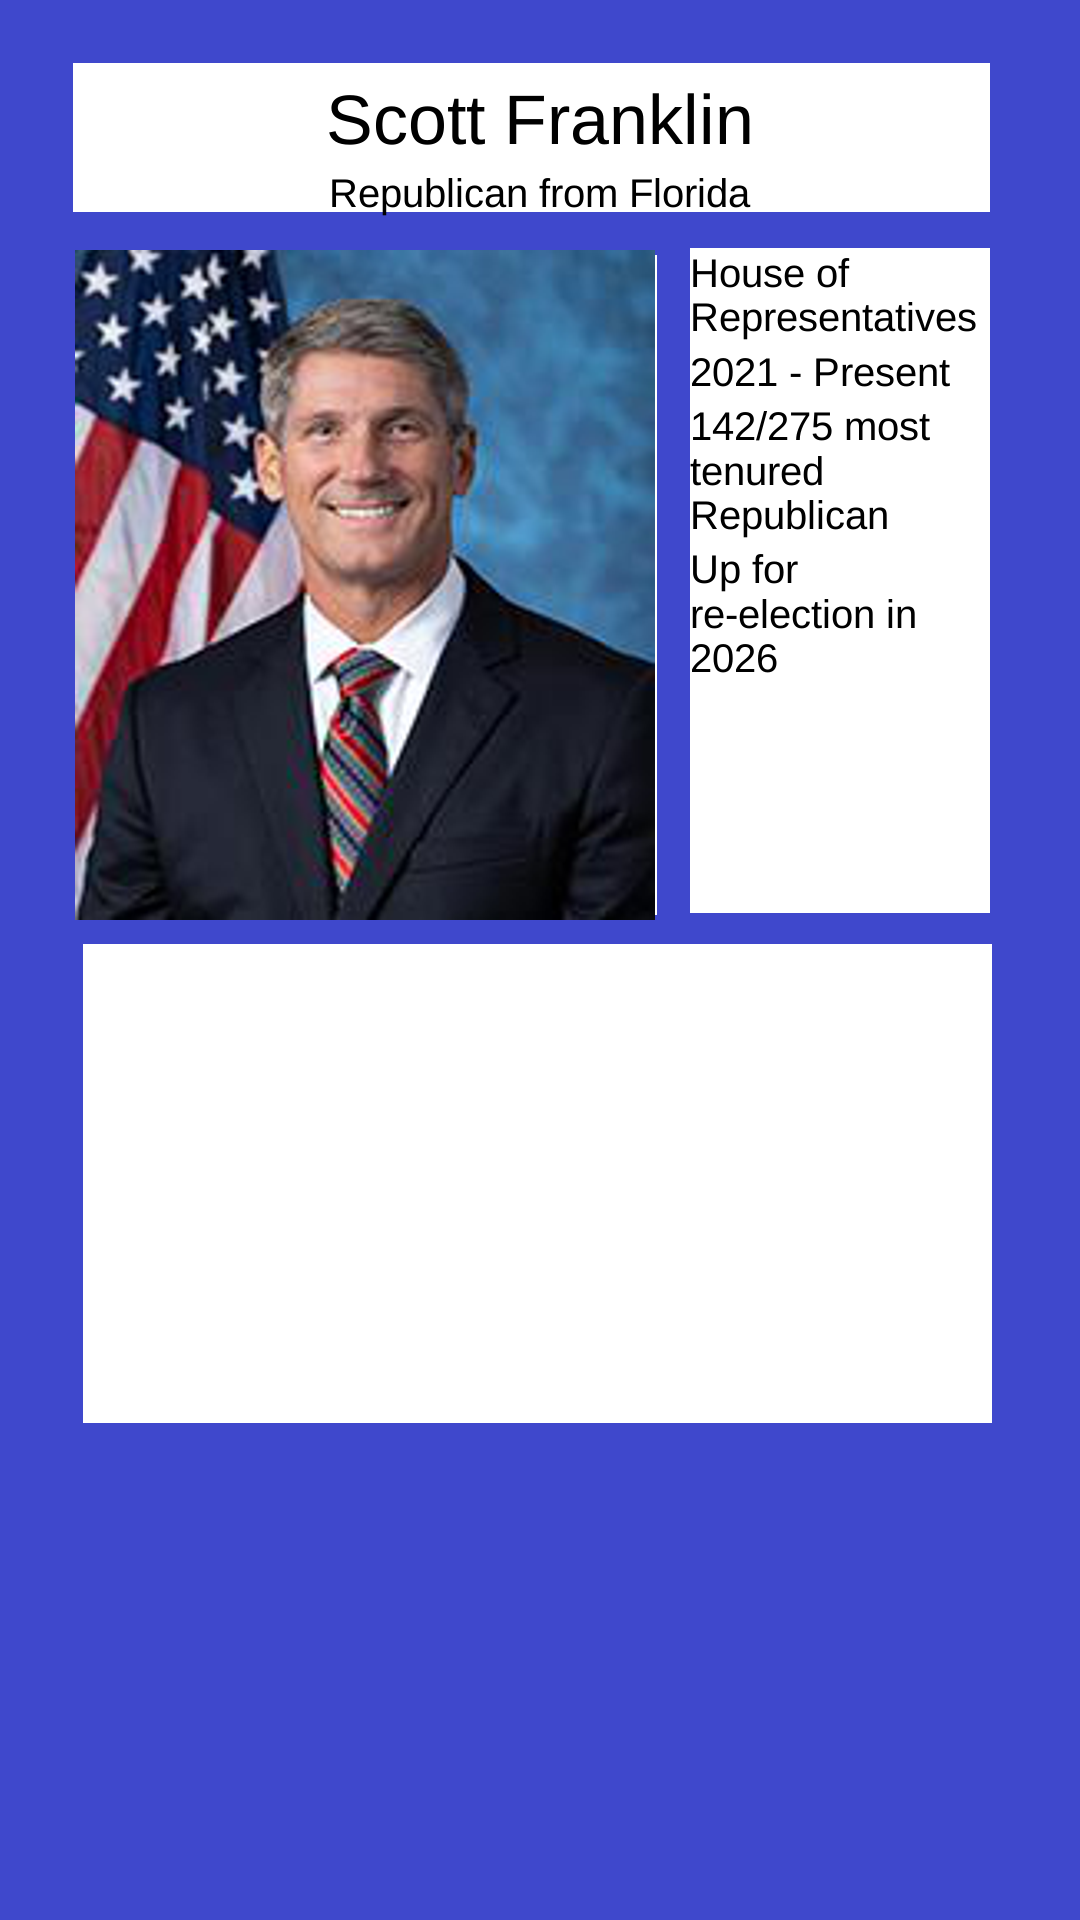 Scott Franklin
Republican from Florida
House of
Representatives
2021 - Present
142/275 most
tenured
Republican
Up for
re-election in
2026